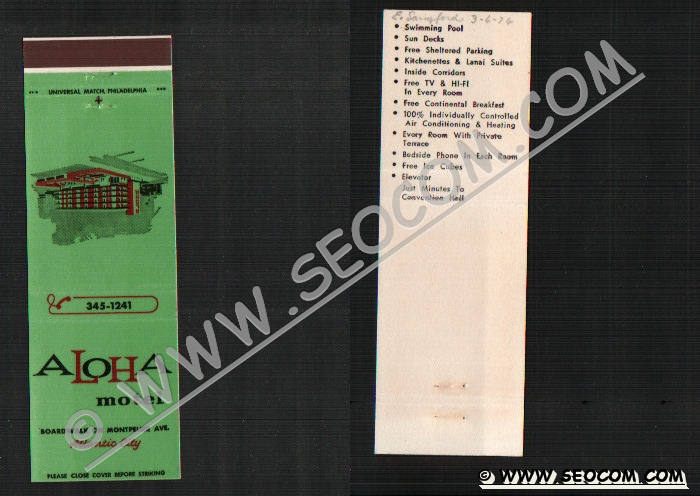 UNIVERSAL MATCH, PHILADELPHIA
345-1241
ALOHA
motel
BOARDWALK ON MONTPELIER AVE.
Atlantic City
PLEASE CLOSE COVER BEFORE STRIKING
3-6-74
• Swimming Pool
• Sun Decks
• Free Sheltered Parking
• Kitchenettes & Lanai Suites
• Inside Corridors
• Free TV & HI-FI
In Every Room
• Free Continental Breakfast
• 100% Individually Controlled
Air Conditioning & Heating
• Every Room With Private
Terrace
• Bedside Phone In Each Room
• Free Ice Cubes
• Elevator
Just Minutes To
Convention Hall
© WWW.SEOCOM.COM
© WWW.SEOCOM.COM